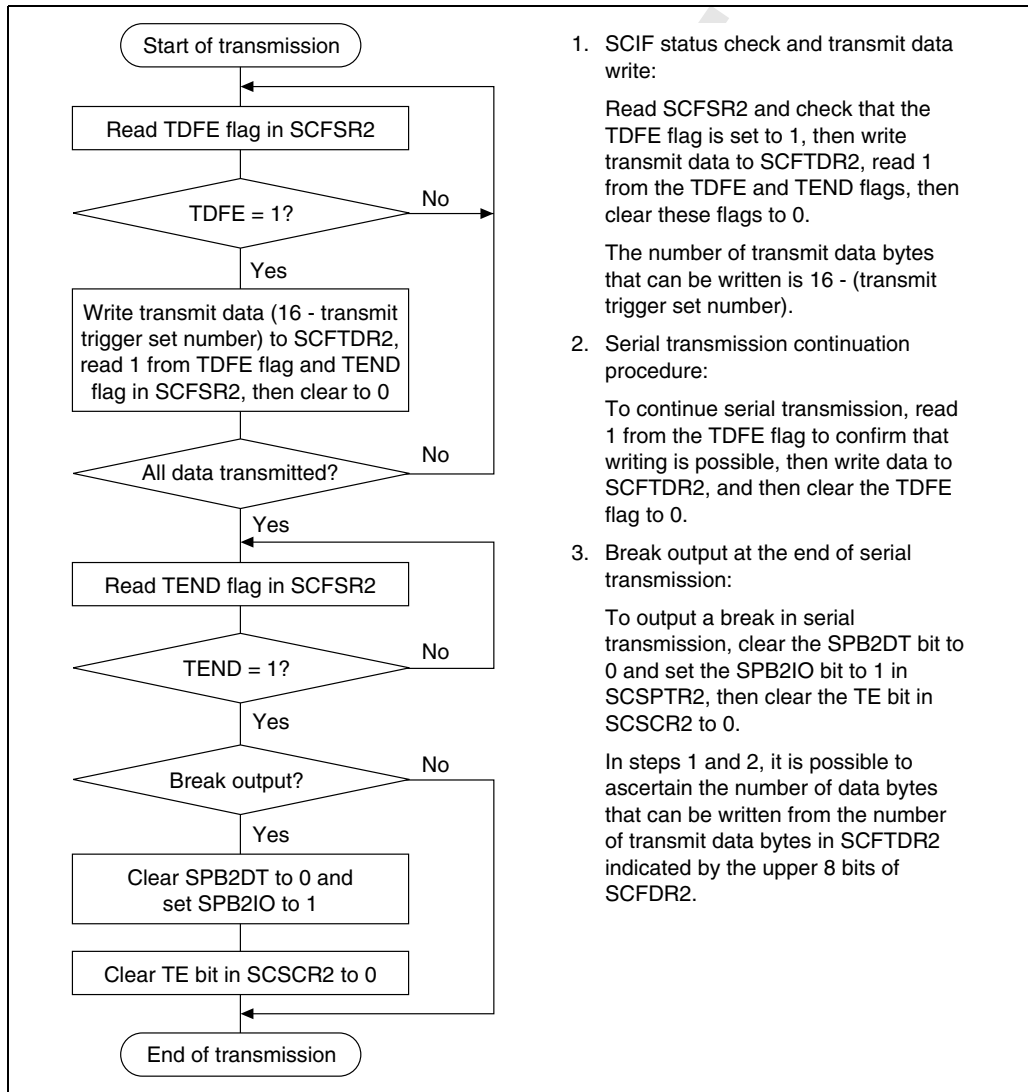 Start of transmission
Read TDFE flag in SCFSR2
TDFE = 1?
No
Yes
Write transmit data (16 - transmit
trigger set number) to SCFTDR2,
read 1 from TDFE flag and TEND
flag in SCFSR2, then clear to 0
All data transmitted?
No
Yes
Read TEND flag in SCFSR2
TEND = 1?
No
Yes
Break output?
No
Yes
Clear SPB2DT to 0 and
set SPB2IO to 1
Clear TE bit in SCSCR2 to 0
End of transmission
1. SCIF status check and transmit data
write:
Read SCFSR2 and check that the
TDFE flag is set to 1, then write
transmit data to SCFTDR2, read 1
from the TDFE and TEND flags, then
clear these flags to 0.
The number of transmit data bytes
that can be written is 16 - (transmit
trigger set number).
2. Serial transmission continuation
procedure:
To continue serial transmission, read
1 from the TDFE flag to confirm that
writing is possible, then write data to
SCFTDR2, and then clear the TDFE
flag to 0.
3. Break output at the end of serial
transmission:
To output a break in serial
transmission, clear the SPB2DT bit to
0 and set the SPB2IO bit to 1 in
SCSPTR2, then clear the TE bit in
SCSCR2 to 0.
In steps 1 and 2, it is possible to
ascertain the number of data bytes
that can be written from the number
of transmit data bytes in SCFTDR2
indicated by the upper 8 bits of
SCFDR2.